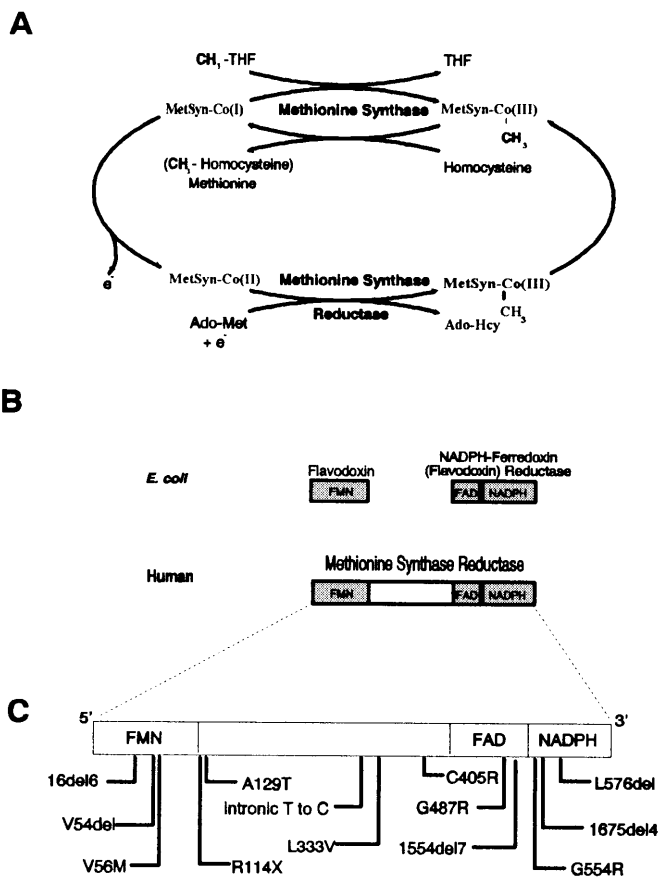 A
CH3 -THF THF
MetSyn-Co(I) Methionine Synthase MetSyn-Co(III)
CH3
(CH3- Homocysteine) Homocysteine
Methionine
e-
MetSyn-Co(II) Methionine Synthase MetSyn-Co(III)
Reductase CH3
Ado-Met Ado-Hcy
+ e-
B
NADPH-Ferredoxin
Flavodoxin (Flavodoxin) Reductase
E. coli FMN FAD NADPH
Methionine Synthase Reductase
Human FMN FAD NADPH
C 5' 3'
FMN FAD NADPH
16del6 A129T C405R L576del
Intronic T to C G487R
V54del L333V 1554del7 1675del4
V56M R114X G554R